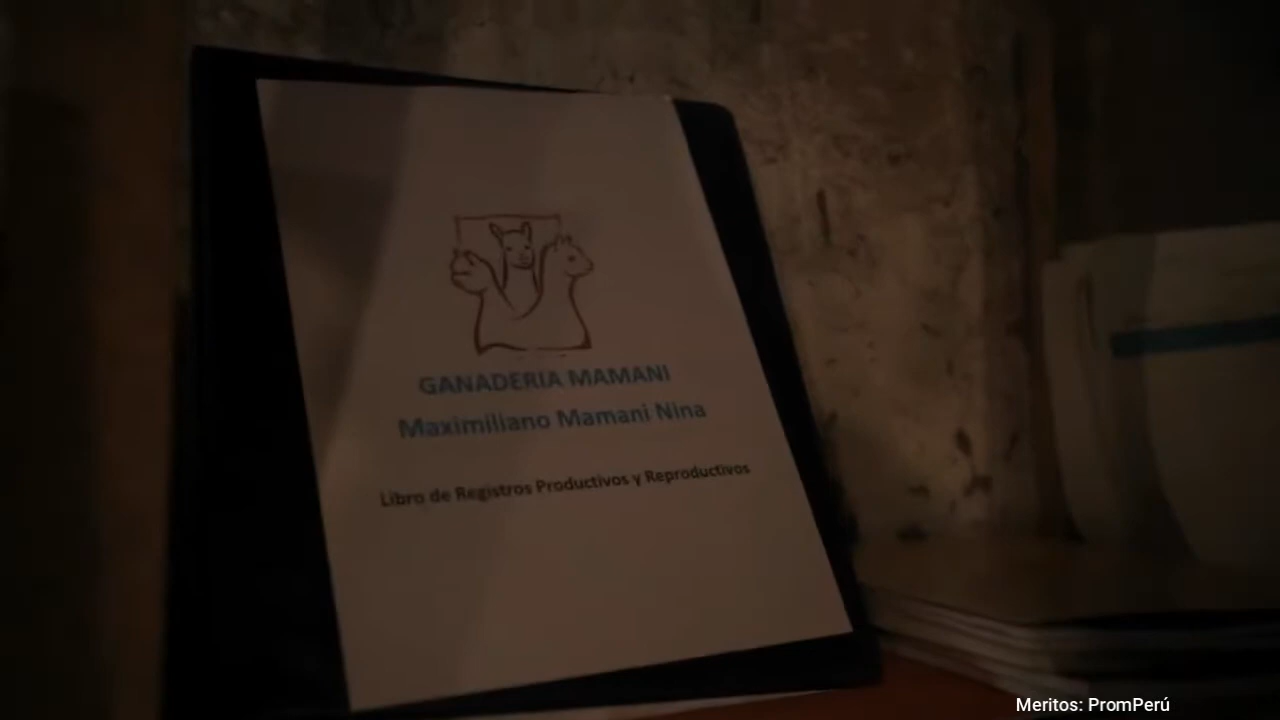 GANADERIA MAMANI
Maximiliano Mamani Nina
Libro de Registros Productivos y Reproductivos
Meritos: PromPerú